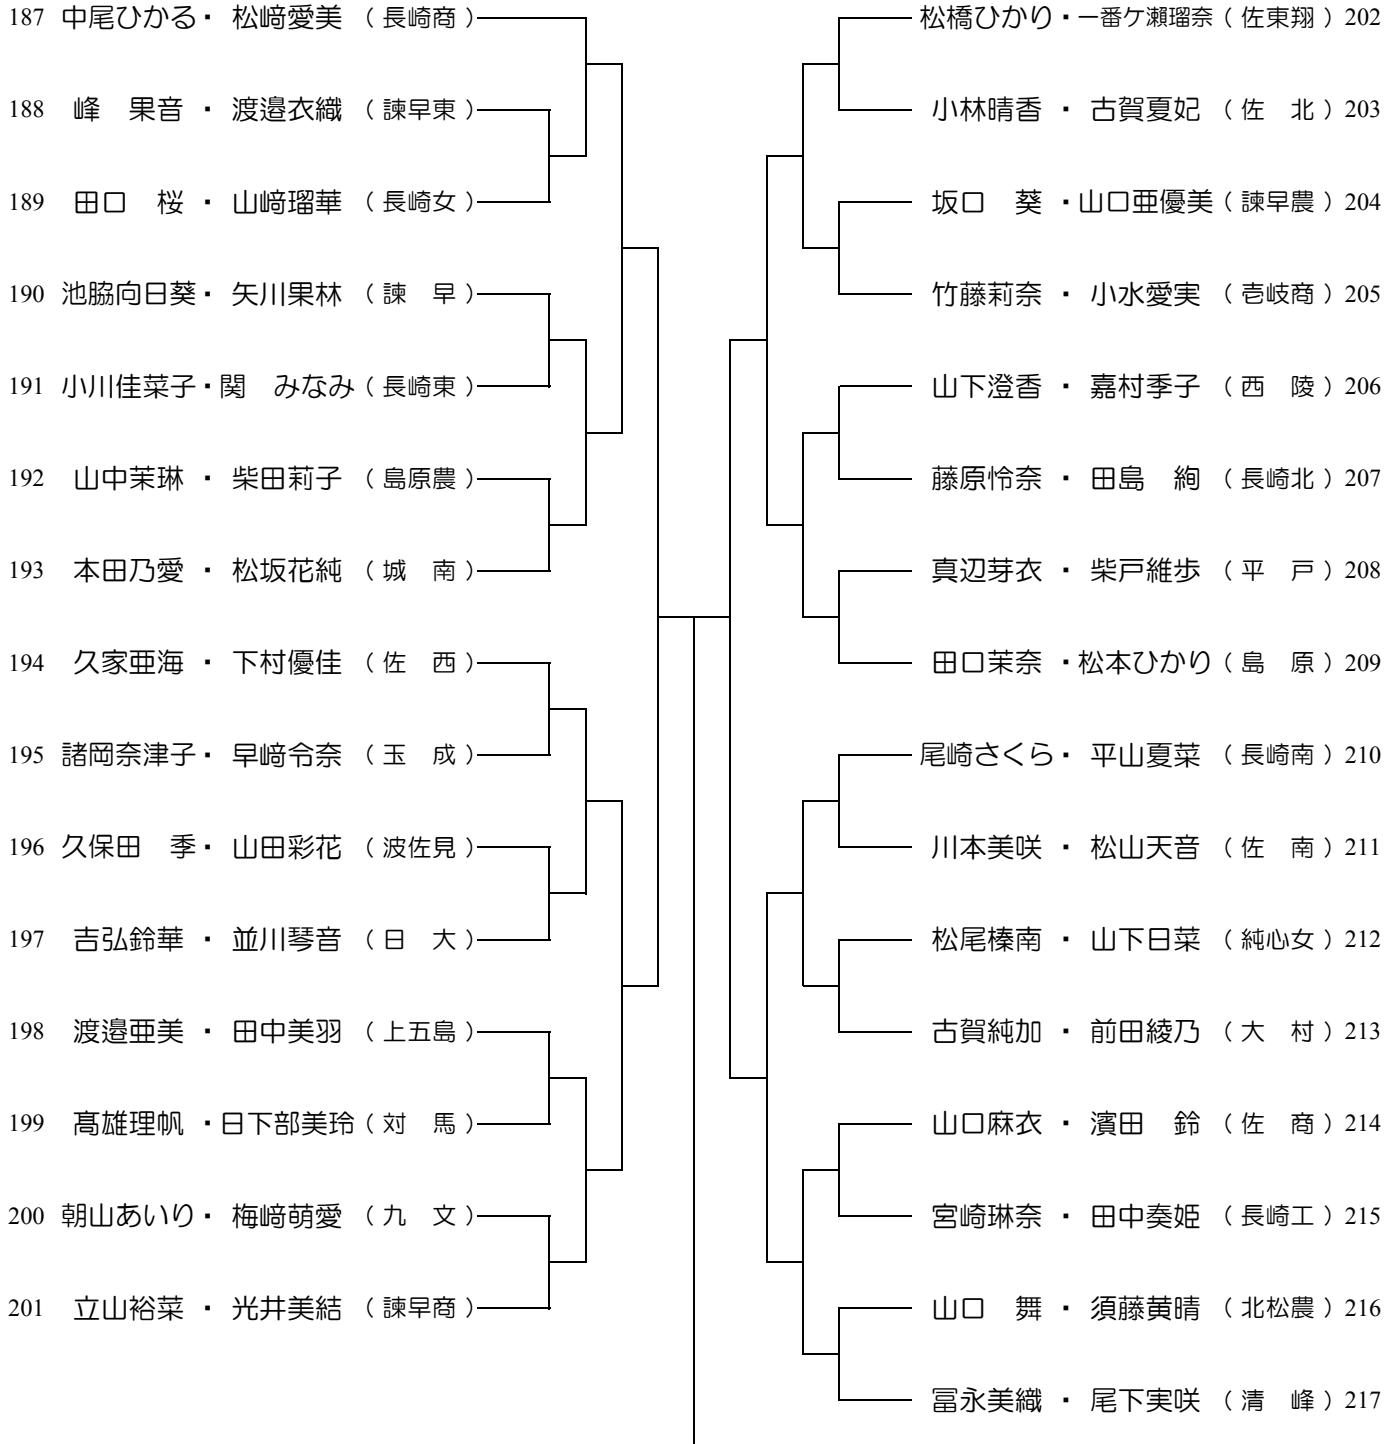 187 中尾ひかる・ 松﨑愛美 （ 長崎商 ）
188 峰　果音 ・ 渡邉衣織 （ 諫早東 ）
189 田口　桜 ・ 山﨑瑠華 （ 長崎女 ）
190 池脇向日葵・ 矢川果林 （ 諫　早 ）
191 小川佳菜子・関　みなみ （ 長崎東 ）
192 山中茉琳 ・ 柴田莉子 （ 島原農 ）
193 本田乃愛 ・ 松坂花純 （ 城　南 ）
194 久家亜海 ・ 下村優佳 （ 佐　西 ）
195 諸岡奈津子・ 早﨑令奈 （ 玉　成 ）
196 久保田　季・ 山田彩花 （ 波佐見 ）
197 吉弘鈴華 ・ 並川琴音 （ 日　大 ）
198 渡邉亜美 ・ 田中美羽 （ 上五島 ）
199 髙雄理帆 ・日下部美玲 （ 対　馬 ）
200 朝山あいり・ 梅﨑萌愛 （ 九　文 ）
201 立山裕菜 ・ 光井美結 （ 諫早商 ）
松橋ひかり・一番ケ瀬瑠奈 （ 佐東翔 ） 202
小林晴香 ・ 古賀夏妃 （ 佐　北 ） 203
坂口　葵 ・山口亜優美 （ 諫早農 ） 204
竹藤莉奈 ・ 小水愛実 （ 壱岐商 ） 205
山下澄香 ・ 嘉村季子 （ 西　陵 ） 206
藤原怜奈 ・ 田島　絢 （ 長崎北 ） 207
真辺芽衣 ・ 柴戸維歩 （ 平　戸 ） 208
田口茉奈 ・松本ひかり （ 島　原 ） 209
尾崎さくら・ 平山夏菜 （ 長崎南 ） 210
川本美咲 ・ 松山天音 （ 佐　南 ） 211
松尾榛南 ・ 山下日菜 （ 純心女 ） 212
古賀純加 ・ 前田綾乃 （ 大　村 ） 213
山口麻衣 ・ 濱田　鈴 （ 佐　商 ） 214
宮崎琳奈 ・ 田中奏姫 （ 長崎工 ） 215
山口　舞 ・ 須藤黄晴 （ 北松農 ） 216
冨永美織 ・ 尾下実咲 （ 清　峰 ） 217